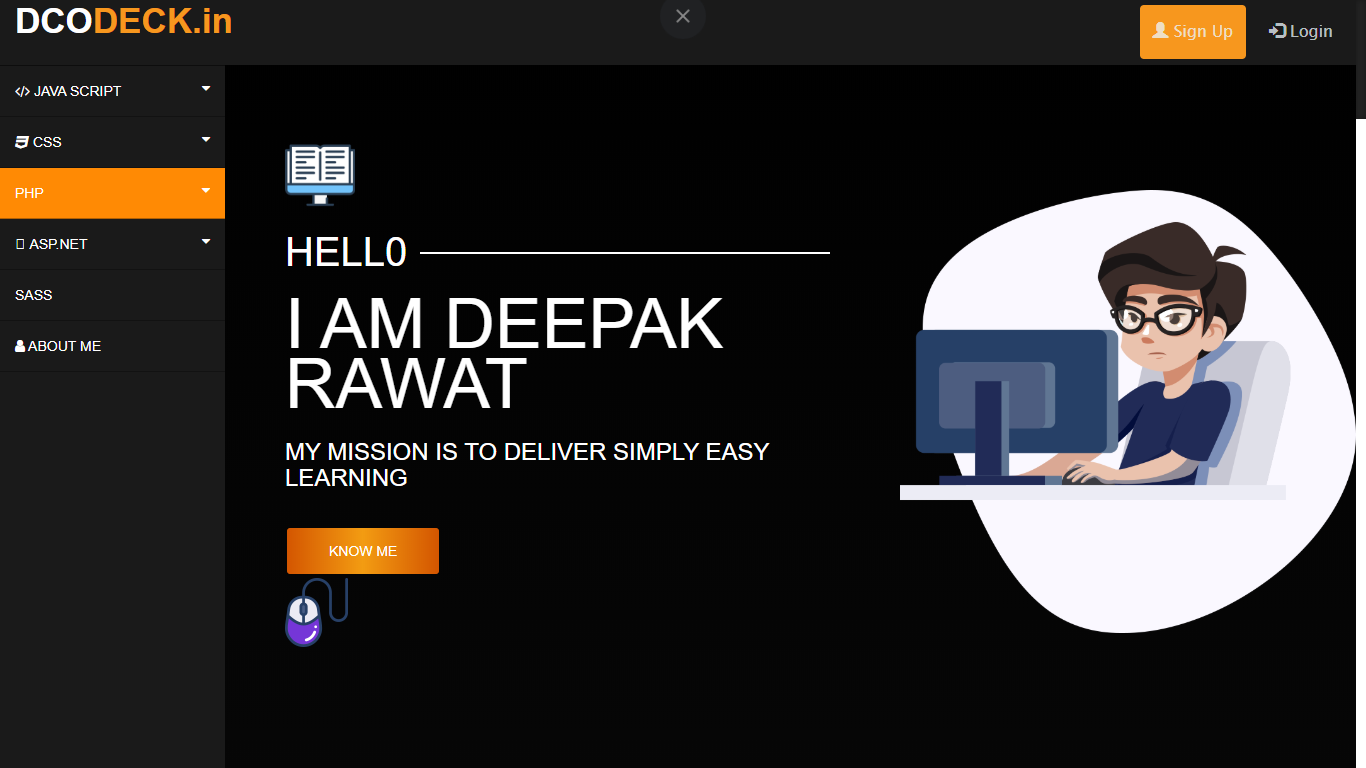 DCODECK.in
Sign Up
Login
JAVA SCRIPT
CSS
PHP
ASP.NET
SASS
ABOUT ME
HELL0
I AM DEEPAK
RAWAT
MY MISSION IS TO DELIVER SIMPLY EASY
LEARNING
KNOW ME